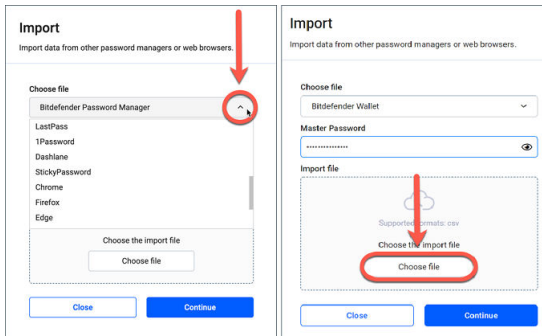 Import
Import data from other password managers or web browsers.
Choose file
Bitdefender Password Manager
LastPass
1Password
Dashlane
StickyPassword
Chrome
Firefox
Edge
Choose the import file
Choose file
Close
Continue
Import
Import data from other password managers or web browsers.
Choose file
Bitdefender Wallet
Master Password
Import file
Supported formats: csv
Choose the import file
Choose file
Close
Continue